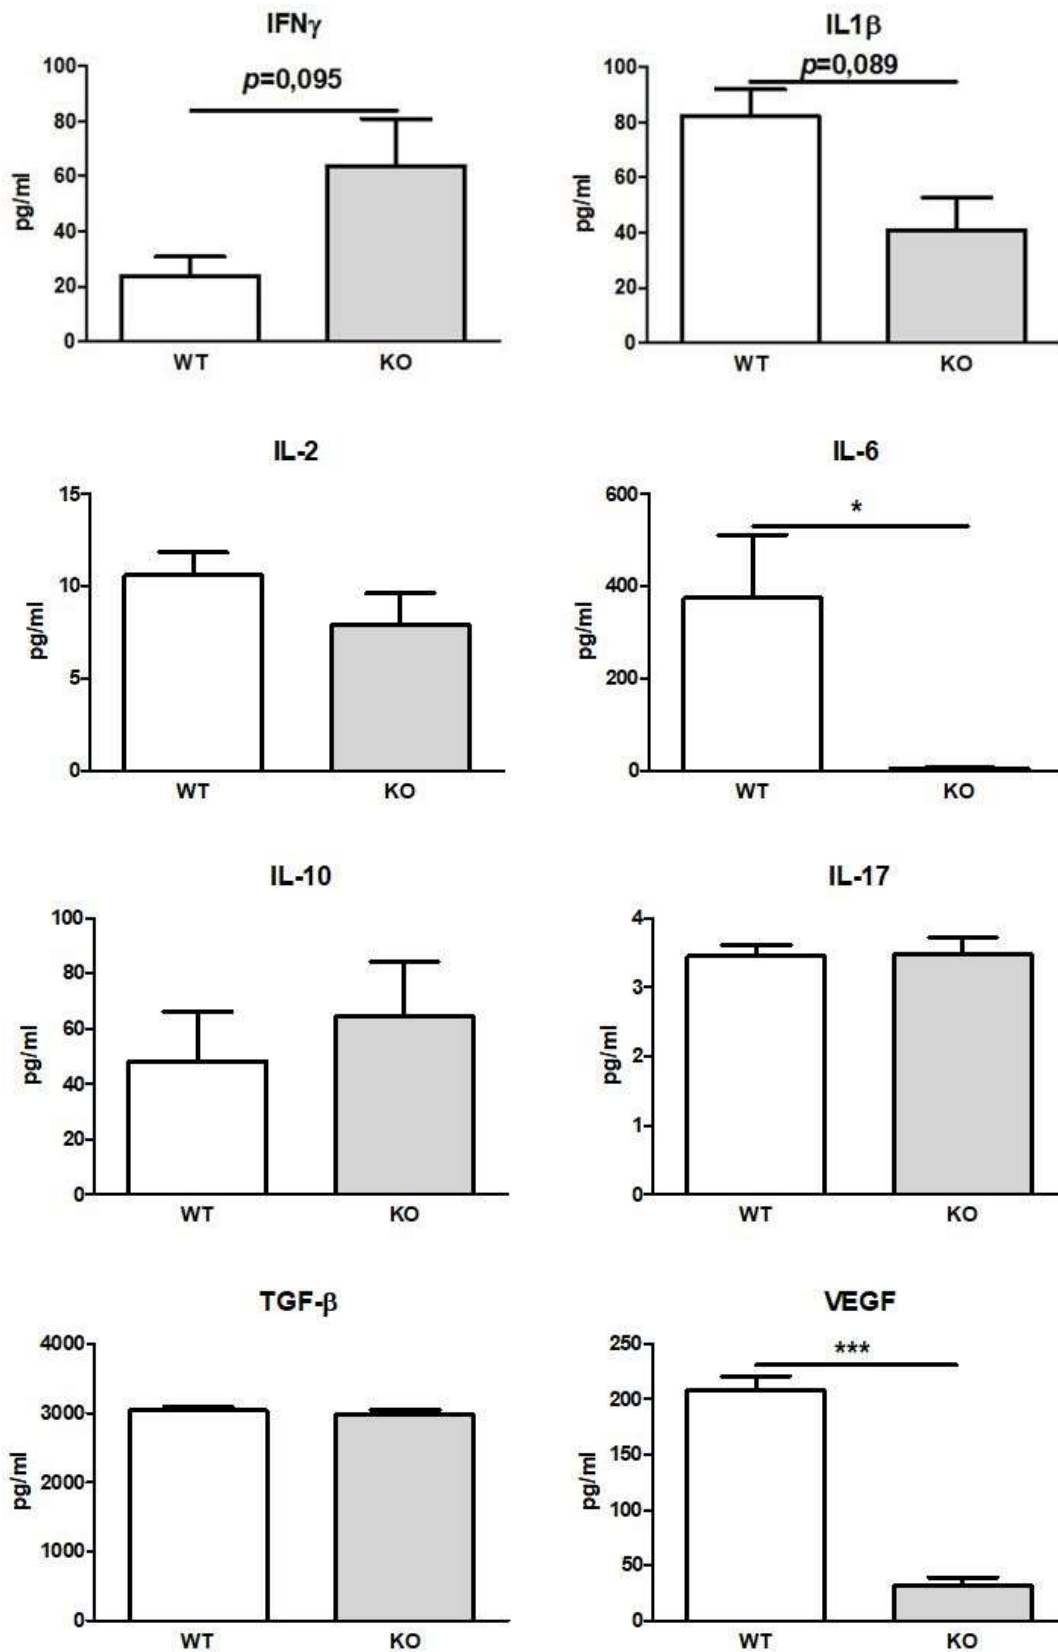 IFNγ
100
80
60
40
20
0
pg/ml
p=0,095
WT KO
IL1β
100
80
60
40
20
0
pg/ml
p=0,089
WT KO
IL-2
15
10
5
0
pg/ml
WT KO
IL-6
600
400
200
0
pg/ml
*
WT KO
IL-10
100
80
60
40
20
0
pg/ml
WT KO
IL-17
4
3
2
1
0
pg/ml
WT KO
TGF-β
4000
3000
2000
1000
0
pg/ml
WT KO
VEGF
250
200
150
100
50
0
pg/ml
***
WT KO